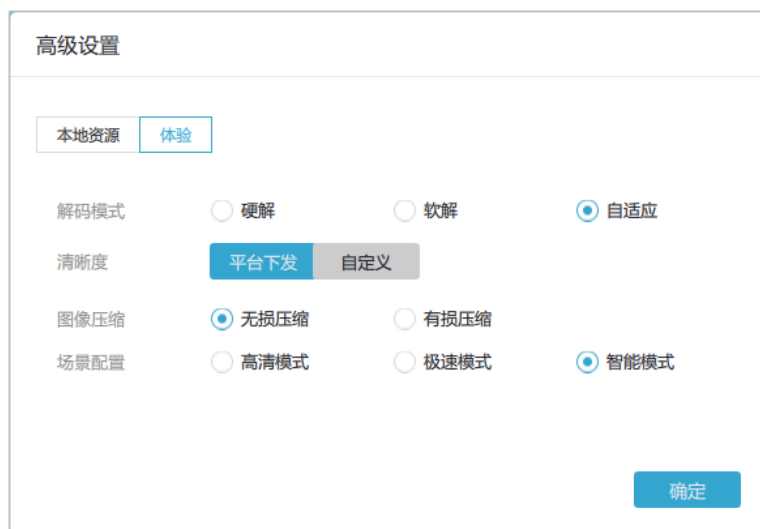 高级设置
本地资源 体验
解码模式 硬解 软解 自适应
清晰度 平台下发 自定义
图像压缩 无损压缩 有损压缩
场景配置 高清模式 极速模式 智能模式
确定